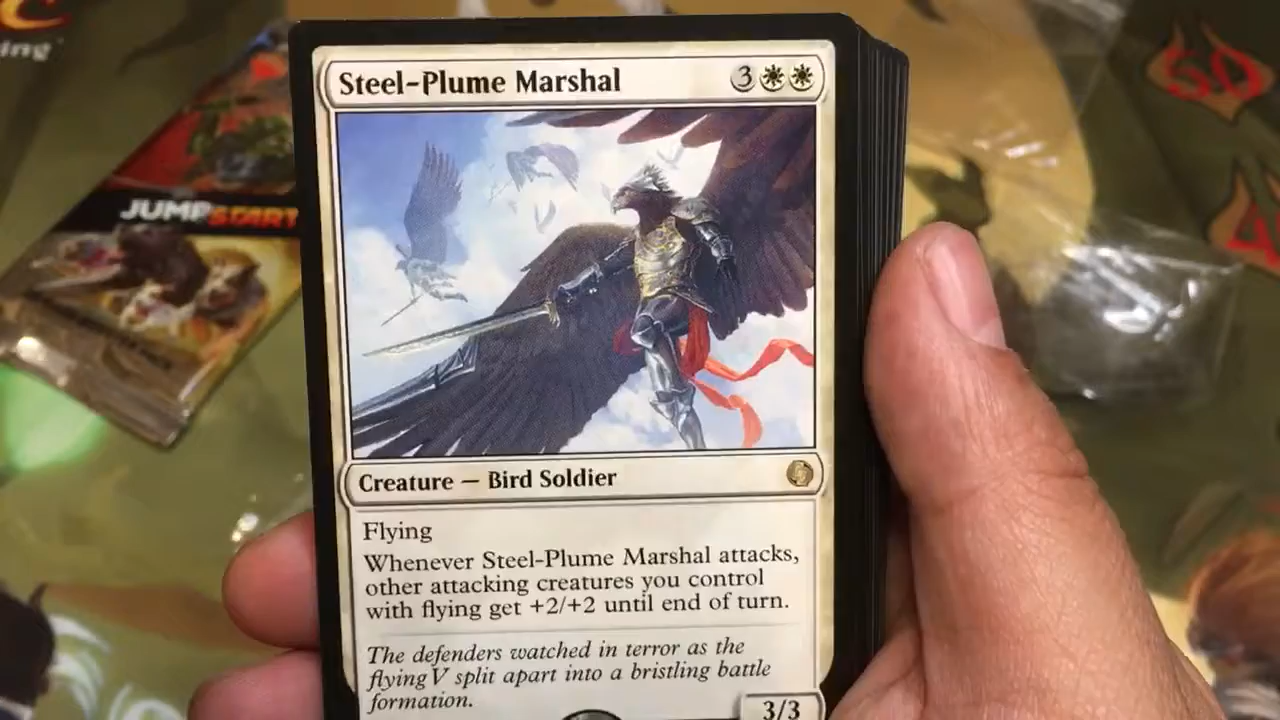 ing
JUMPSTART
Steel-Plume Marshal 3
Creature — Bird Soldier
Flying
Whenever Steel-Plume Marshal attacks,
other attacking creatures you control
with flying get +2/+2 until end of turn.
The defenders watched in terror as the
flying V split apart into a bristling battle
formation.
3/3